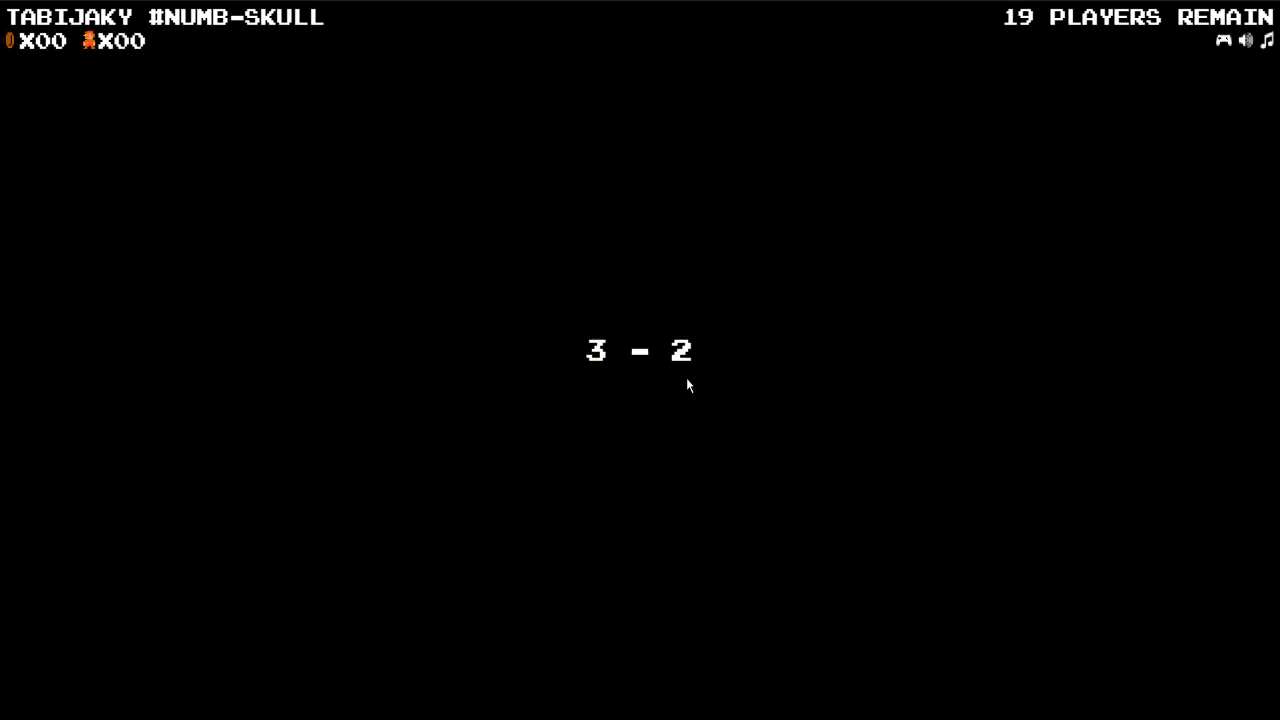 TABIJAKY #NUMB-SKULL
19 PLAYERS REMAIN
X00 X00
3 - 2